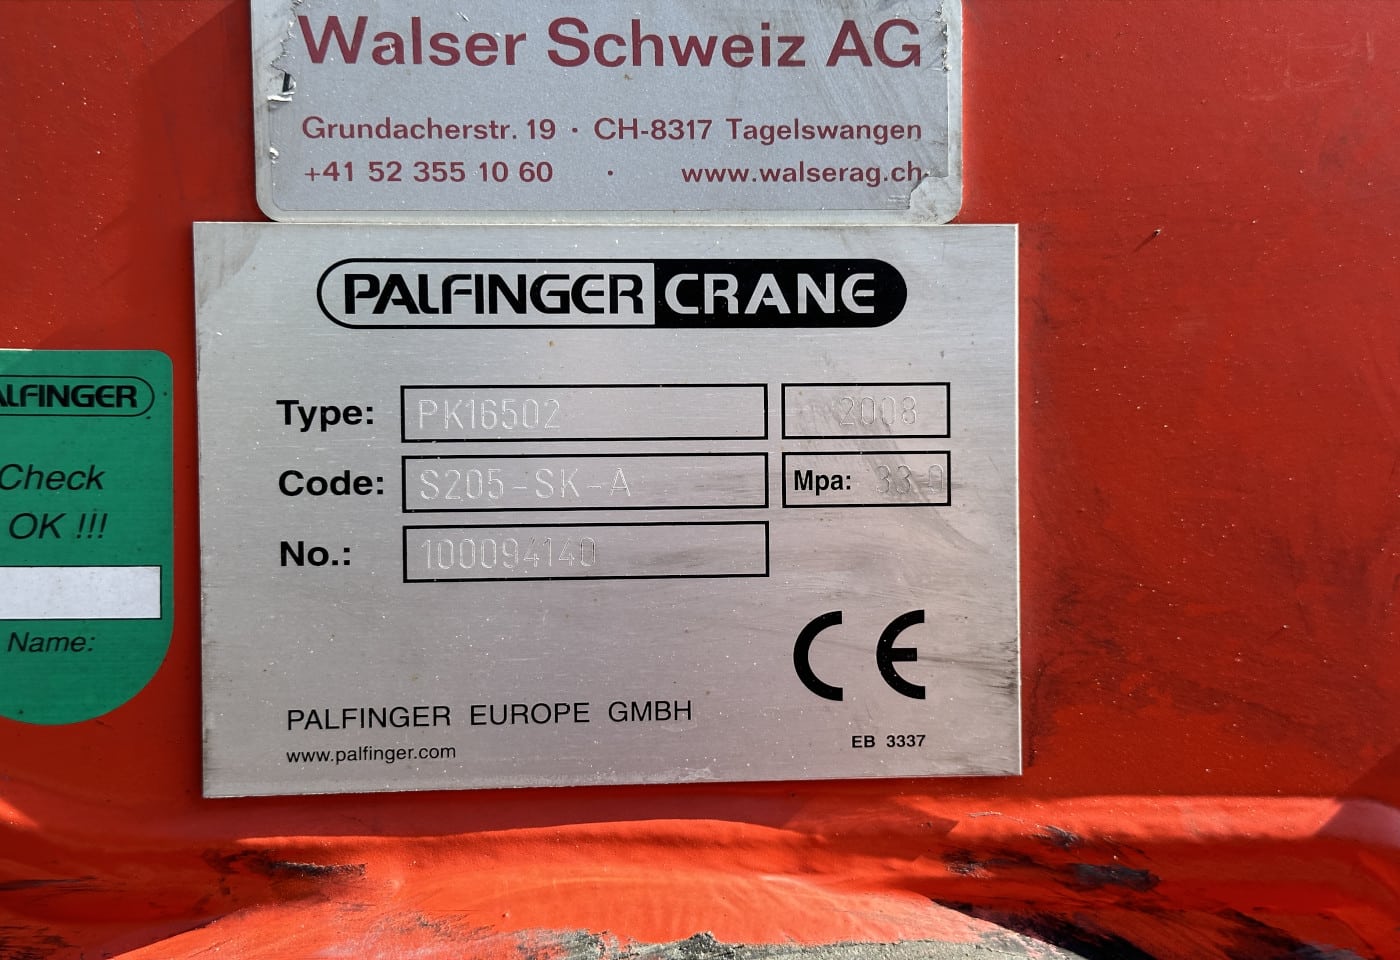 Walser Schweiz AG
Grundacherstr. 19 · CH-8317 Tagelswangen
+41 52 355 10 60 · www.walserag.ch
PALFINGER CRANE
Type: PK16502 2008
Code: S205-SK-A Mpa: 33.0
No.: 100094140
CE
PALFINGER EUROPE GMBH
www.palfinger.com
EB 3337
ALFINGER
Check
OK !!!
Name: